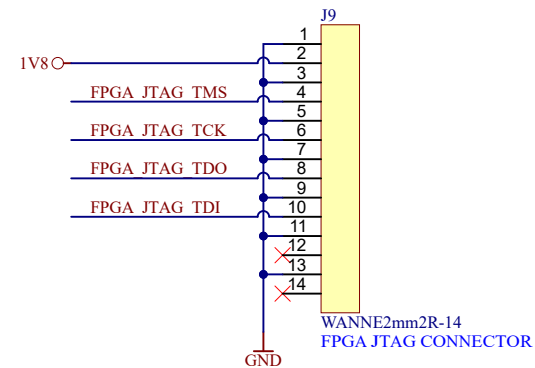 J9
1
1V8 2
3
FPGA JTAG TMS 4
5
FPGA JTAG TCK 6
7
FPGA JTAG TDO 8
9
FPGA JTAG TDI 10
11
12
13
14
WANNE2mm2R-14
FPGA JTAG CONNECTOR
GND